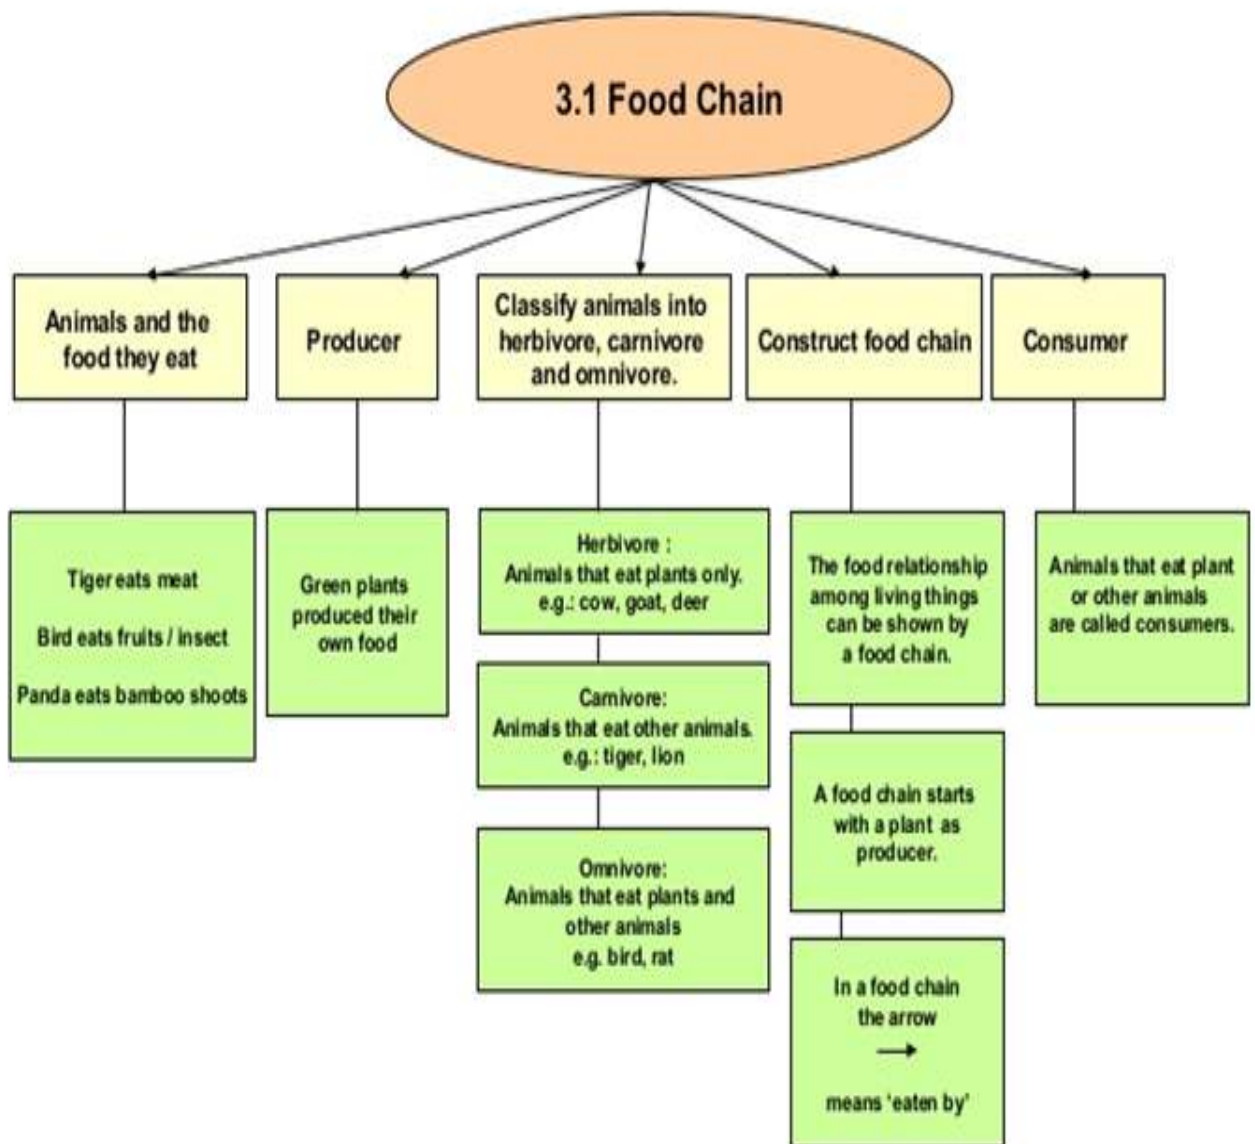 3.1 Food Chain
Animals and the
food they eat
Producer
Classify animals into
herbivore, carnivore
and omnivore.
Construct food chain
Consumer
Tiger eats meat
Bird eats fruits / insect
Panda eats bamboo shoots
Green plants
produced their
own food
Herbivore :
Animals that eat plants only.
e.g.: cow, goat, deer
Carnivore:
Animals that eat other animals.
e.g.: tiger, lion
Omnivore:
Animals that eat plants and
other animals
e.g. bird, rat
The food relationship
among living things
can be shown by
a food chain.
A food chain starts
with a plant as
producer.
In a food chain
the arrow
→
means ‘eaten by’
Animals that eat plant
or other animals
are called consumers.